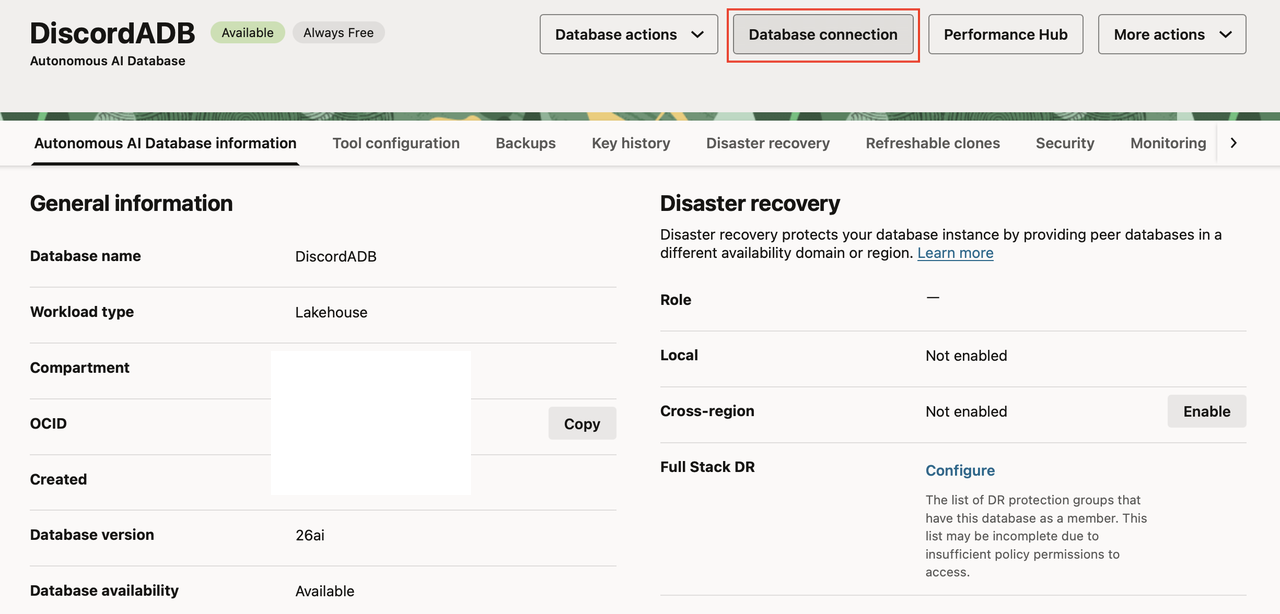 DiscordADB
Available
Always Free
Autonomous AI Database
Database actions
Database connection
Performance Hub
More actions
Autonomous AI Database information
Tool configuration
Backups
Key history
Disaster recovery
Refreshable clones
Security
Monitoring
General information
Database name
DiscordADB
Workload type
Lakehouse
Compartment
OCID
Copy
Created
Database version
26ai
Database availability
Available
Disaster recovery
Disaster recovery protects your database instance by providing peer databases in a
different availability domain or region. Learn more
Role
—
Local
Not enabled
Cross-region
Not enabled
Enable
Full Stack DR
Configure
The list of DR protection groups that
have this database as a member. This
list may be incomplete due to
insufficient policy permissions to
access.